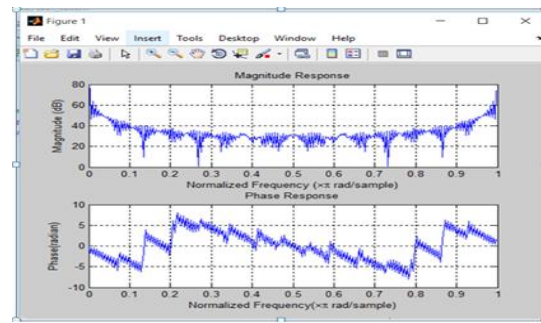 Figure 1
File Edit View Insert Tools Desktop Window Help
Magnitude Response
Magnitude (dB)
80
60
40
20
0
0 0.1 0.2 0.3 0.4 0.5 0.6 0.7 0.8 0.9 1
Normalized Frequency (×π rad/sample)
Phase Response
Phase(radian)
10
5
0
-5
-10
0 0.1 0.2 0.3 0.4 0.5 0.6 0.7 0.8 0.9 1
Normalized Frequency(×π rad/sample)